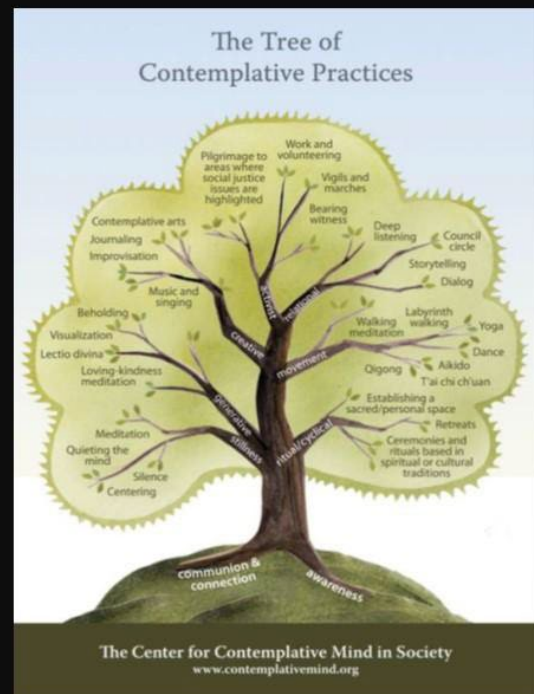 The Tree of
Contemplative Practices
Work and
volunteering
Pilgrimage to
areas where
social justice
issues are
highlighted
Vigils and
marches
Bearing
witness
Deep
listening
Council
circle
Storytelling
Dialog
Contemplative arts
Journaling
Improvisation
Music and
singing
activist
relational
Beholding
Visualization
Lectio divina
Loving-kindness
meditation
creative
movement
Walking
meditation
Labyrinth
walking
Yoga
Dance
Aikido
Qigong
T'ai chi ch'uan
generative
stillness
ritual/cyclical
Establishing a
sacred/personal space
Retreats
Ceremonies and
rituals based in
spiritual or cultural
traditions
Meditation
Quieting the
mind
Silence
Centering
communion &
connection
awareness
The Center for Contemplative Mind in Society
www.contemplativemind.org